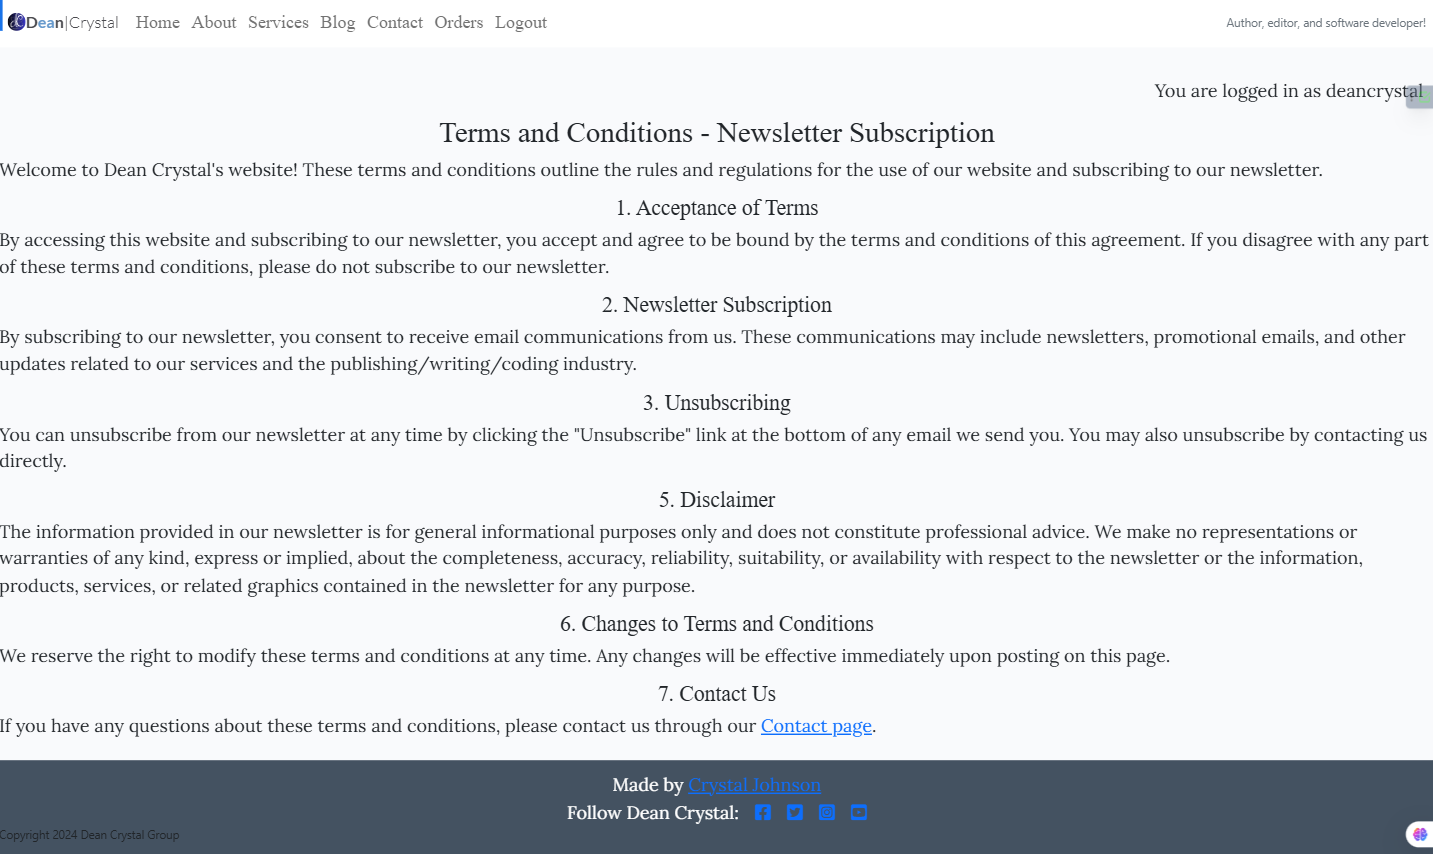 Dean|Crystal Home About Services Blog Contact Orders Logout Author, editor, and software developer!
You are logged in as deancrystal
Terms and Conditions - Newsletter Subscription
Welcome to Dean Crystal's website! These terms and conditions outline the rules and regulations for the use of our website and subscribing to our newsletter.
1. Acceptance of Terms
By accessing this website and subscribing to our newsletter, you accept and agree to be bound by the terms and conditions of this agreement. If you disagree with any part
of these terms and conditions, please do not subscribe to our newsletter.
2. Newsletter Subscription
By subscribing to our newsletter, you consent to receive email communications from us. These communications may include newsletters, promotional emails, and other
updates related to our services and the publishing/writing/coding industry.
3. Unsubscribing
You can unsubscribe from our newsletter at any time by clicking the "Unsubscribe" link at the bottom of any email we send you. You may also unsubscribe by contacting us
directly.
5. Disclaimer
The information provided in our newsletter is for general informational purposes only and does not constitute professional advice. We make no representations or
warranties of any kind, express or implied, about the completeness, accuracy, reliability, suitability, or availability with respect to the newsletter or the information,
products, services, or related graphics contained in the newsletter for any purpose.
6. Changes to Terms and Conditions
We reserve the right to modify these terms and conditions at any time. Any changes will be effective immediately upon posting on this page.
7. Contact Us
If you have any questions about these terms and conditions, please contact us through our Contact page.
Made by Crystal Johnson
Follow Dean Crystal:
Copyright 2024 Dean Crystal Group